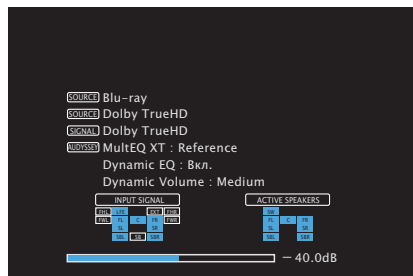 SOURCE Blu-ray
SOURCE Dolby TrueHD
SIGNAL Dolby TrueHD
AUDYSSEY MultEQ XT : Reference
Dynamic EQ : Вкл.
Dynamic Volume : Medium
INPUT SIGNAL ACTIVE SPEAKERS
FHL LFE EXT FHR SW
FWL FL C FR FWR FL C FR
SL SR SL SR
SBL SB SBR SBL SBR
-40.0dB